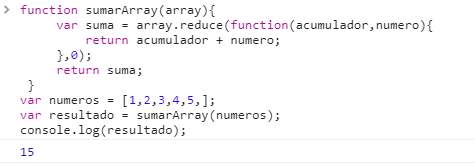 > function sumarArray(array){
var suma = array.reduce(function(acumulador,numero){
return acumulador + numero;
},0);
return suma;
}
var numeros = [1,2,3,4,5,];
var resultado = sumarArray(numeros);
console.log(resultado);
15